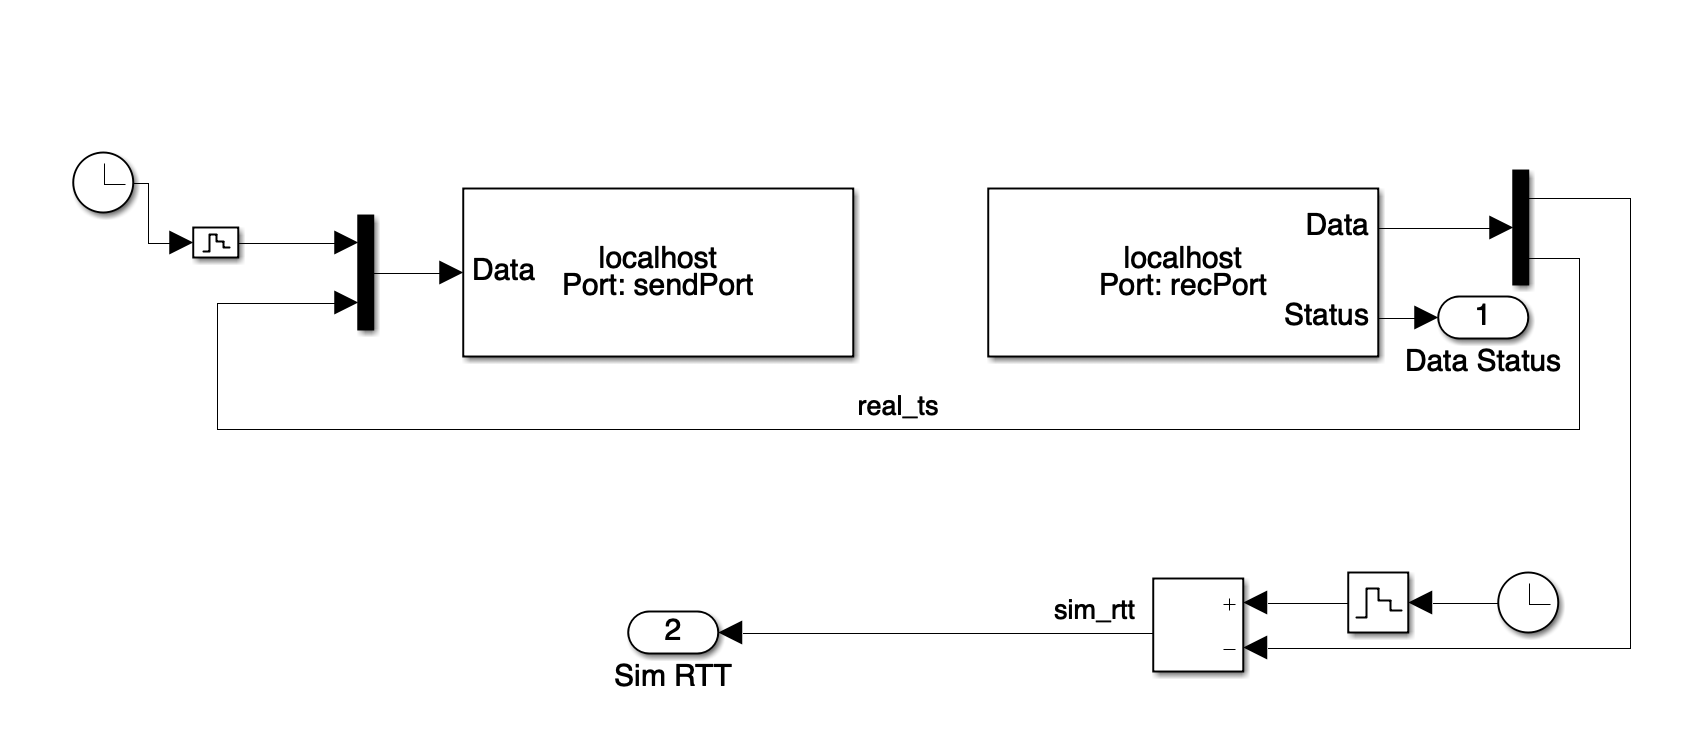 Data
localhost
Port: sendPort
localhost
Port: recPort
Data
Status
1
Data Status
real_ts
+
−
sim_rtt
2
Sim RTT